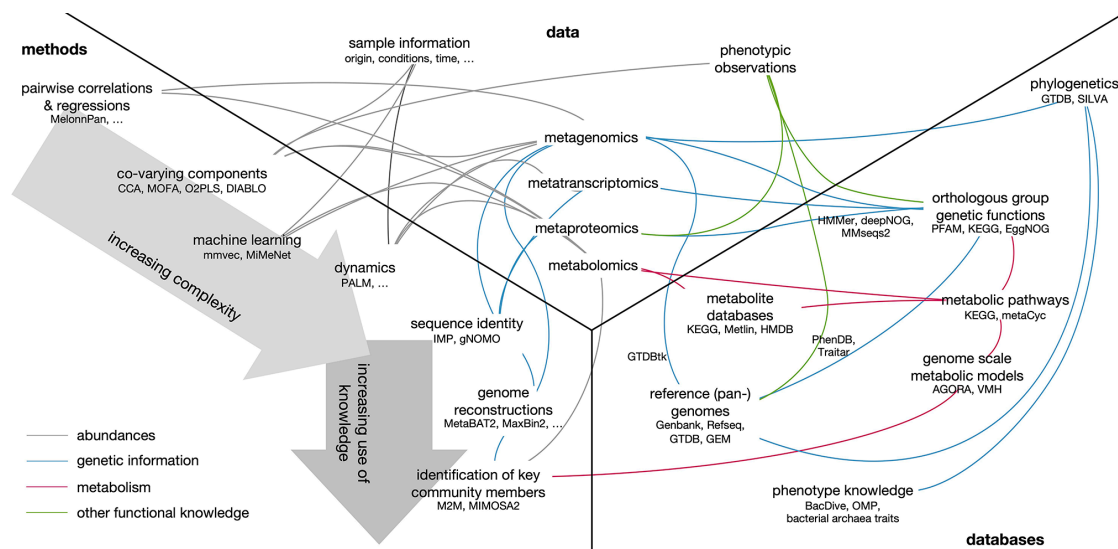 methods
data
sample information
origin, conditions, time, ...
phenotypic
observations
pairwise correlations
& regressions
MelonnPan, ...
phylogenetics
GTDB, SILVA
metagenomics
co-varying components
CCA, MOFA, O2PLS, DIABLO
metatranscriptomics
orthologous group
genetic functions
PFAM, KEGG, EggNOG
HMMer, deepNOG,
MMseqs2
metaproteomics
machine learning
mmvec, MiMeNet
dynamics
PALM, ...
metabolomics
increasing complexity
metabolite
databases
KEGG, Metlin, HMDB
metabolic pathways
KEGG, metaCyc
sequence identity
IMP, gNOMO
PhenDB,
Traitar
GTDBtk
genome scale
metabolic models
AGORA, VMH
increasing use of
knowledge
genome
reconstructions
MetaBAT2, MaxBin2, ...
reference (pan-)
genomes
Genbank, Refseq,
GTDB, GEM
abundances
genetic information
metabolism
other functional knowledge
identification of key
community members
M2M, MIMOSA2
phenotype knowledge
BacDive, OMP,
bacterial archaea traits
databases